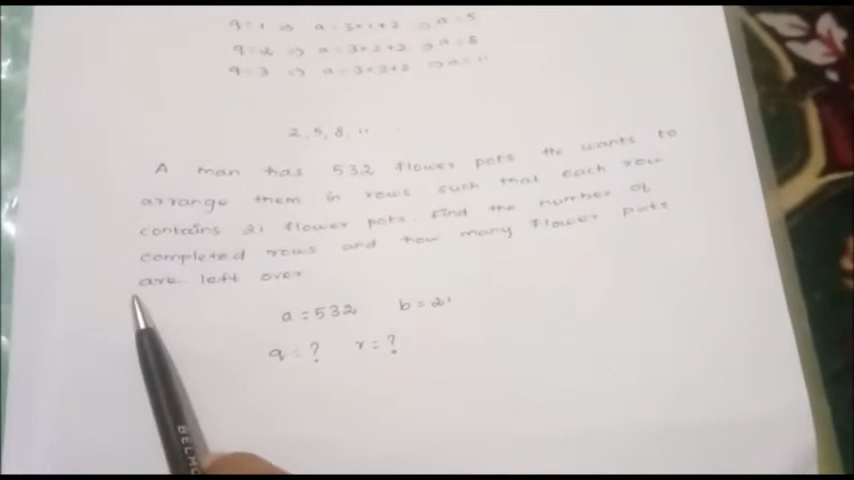 q = 1 ⇒ a = 3×1+2 ⇒ a = 5
q = 2 ⇒ a = 3×2+2 ⇒ a = 8
q = 3 ⇒ a = 3×3+2 ⇒ a = 11
2, 5, 8, 11
A man has 532 flower pots He wants to
arrange them in rows such that each row
contains 21 flower pots. Find the number of
completed rows and how many flower pots
are left over
a = 532 b = 21
q = ? r = ?